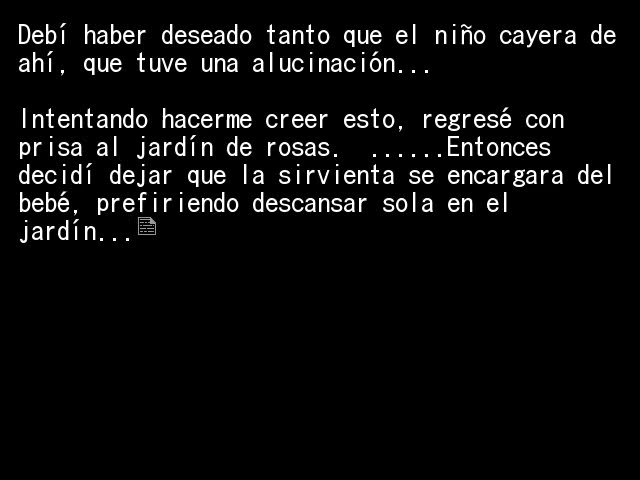 Debí haber deseado tanto que el niño cayera de
ahí, que tuve una alucinación...
Intentando hacerme creer esto, regresé con
prisa al jardín de rosas.  ......Entonces
decidí dejar que la sirvienta se encargara del
bebé, prefiriendo descansar sola en el
jardín...